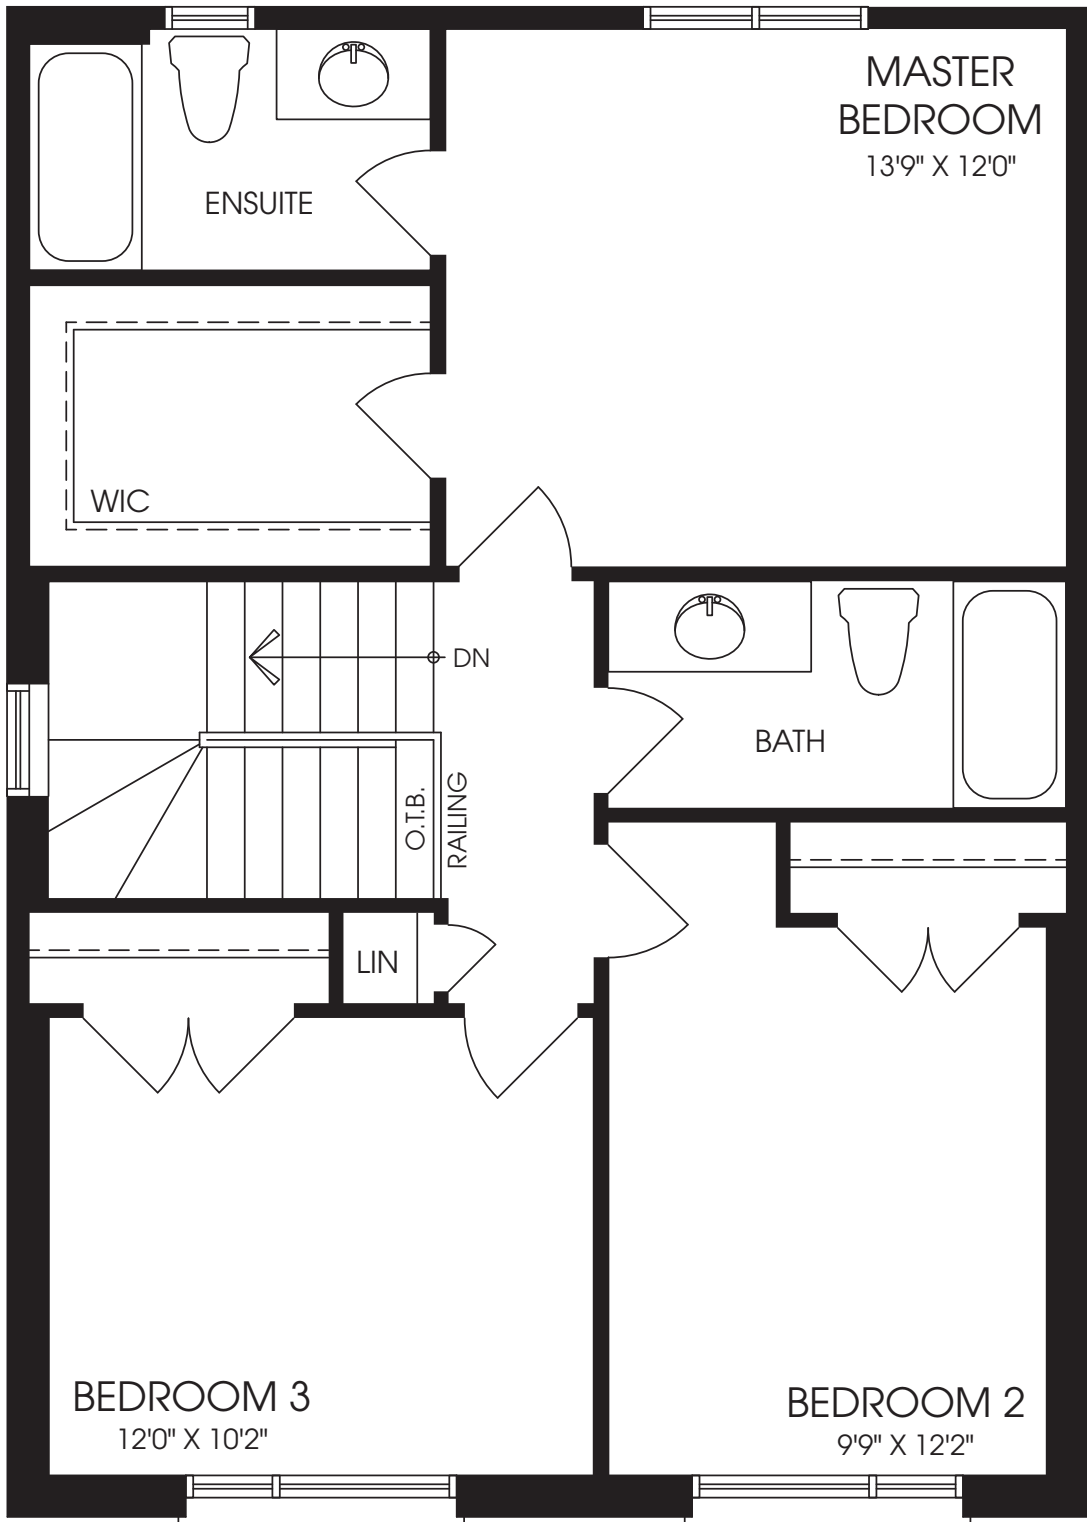 MASTER
BEDROOM
13'9" X 12'0"
ENSUITE
WIC
DN
BATH
O.T.B.
RAILING
LIN
BEDROOM 3
12'0" X 10'2"
BEDROOM 2
9'9" X 12'2"